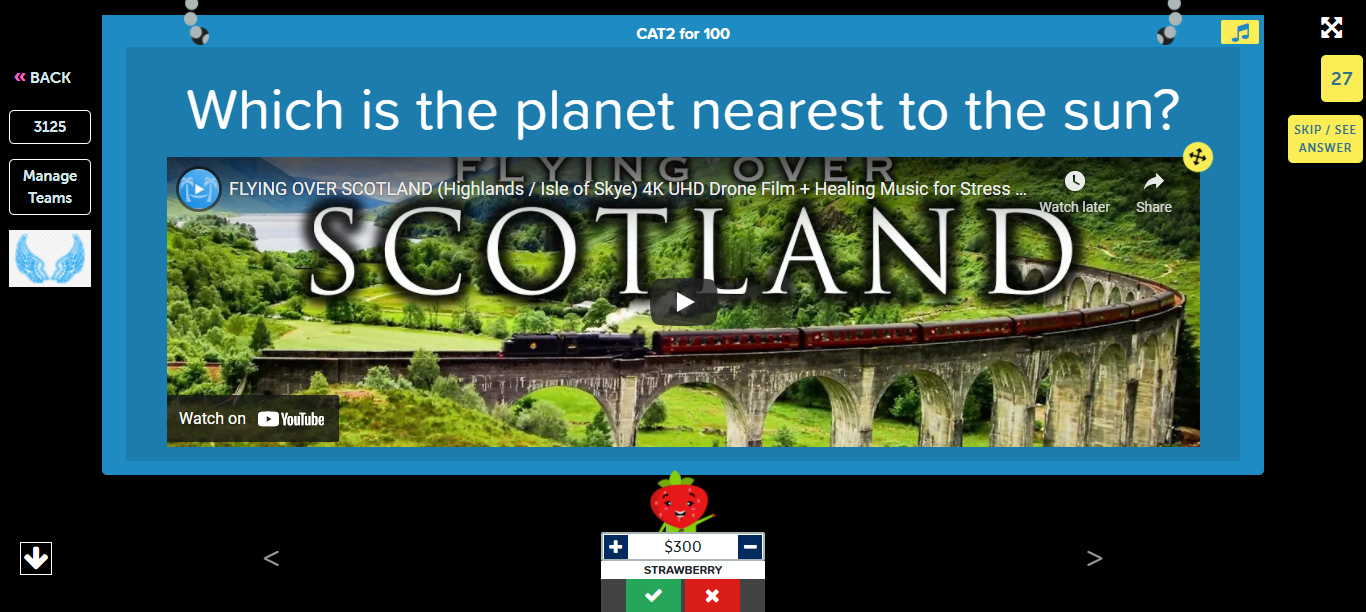 CAT2 for 100
« BACK
27
3125
Which is the planet nearest to the sun?
SKIP / SEE
ANSWER
Manage
Teams
FLYING OVER
FLYING OVER SCOTLAND (Highlands / Isle of Skye) 4K UHD Drone Film + Healing Music for Stress ...
Watch later
Share
SCOTLAND
Watch on YouTube
<
>
$300
STRAWBERRY